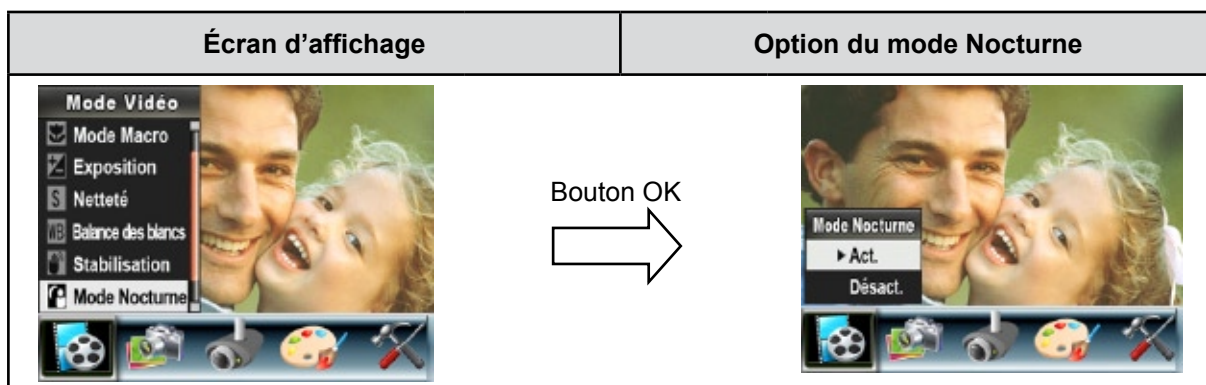 Écran d’affichage
Option du mode Nocturne
Mode Vidéo
Mode Macro
Exposition
S Netteté
WB Balance des blancs
Stabilisation
Mode Nocturne
Bouton OK
Mode Nocturne
Act.
Désact.